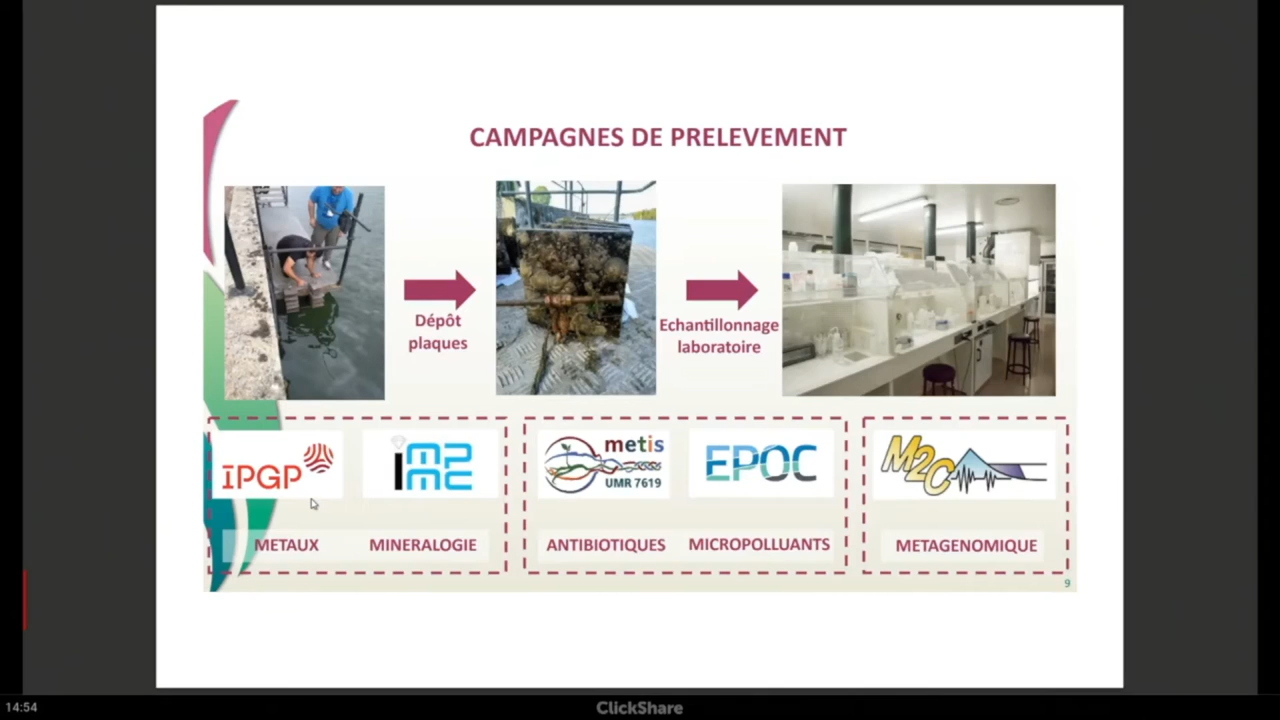 CAMPAGNES DE PRELEVEMENT
Dépôt
plaques
Echantillonnage
laboratoire
IPGP
METAUX
MINERALOGIE
metis
UMR 7619
EPOC
ANTIBIOTIQUES
MICROPOLLUANTS
M2C
METAGENOMIQUE
9
14:54
ClickShare